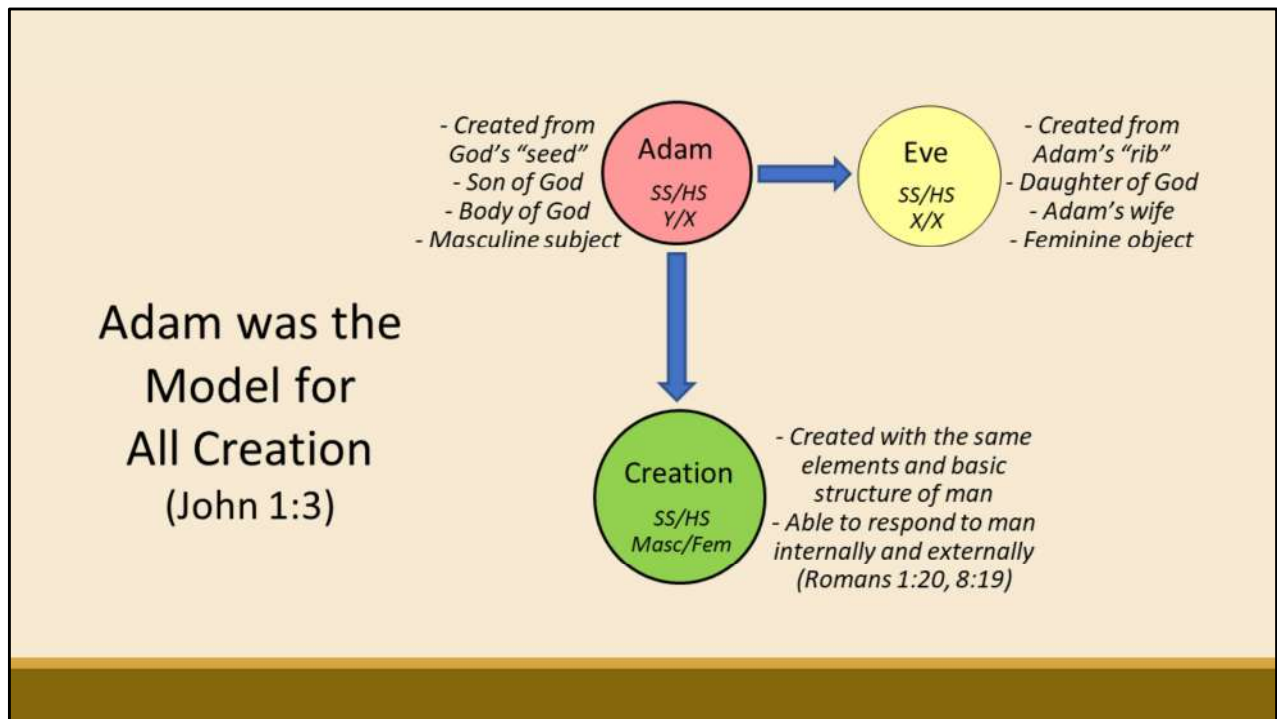 Adam was the
Model for
All Creation
(John 1:3)
- Created from
God's “seed”
- Son of God
- Body of God
- Masculine subject
Adam
SS/HS
Y/X
Eve
SS/HS
X/X
- Created from
Adam's “rib”
- Daughter of God
- Adam's wife
- Feminine object
Creation
SS/HS
Masc/Fem
- Created with the same
elements and basic
structure of man
- Able to respond to man
internally and externally
(Romans 1:20, 8:19)